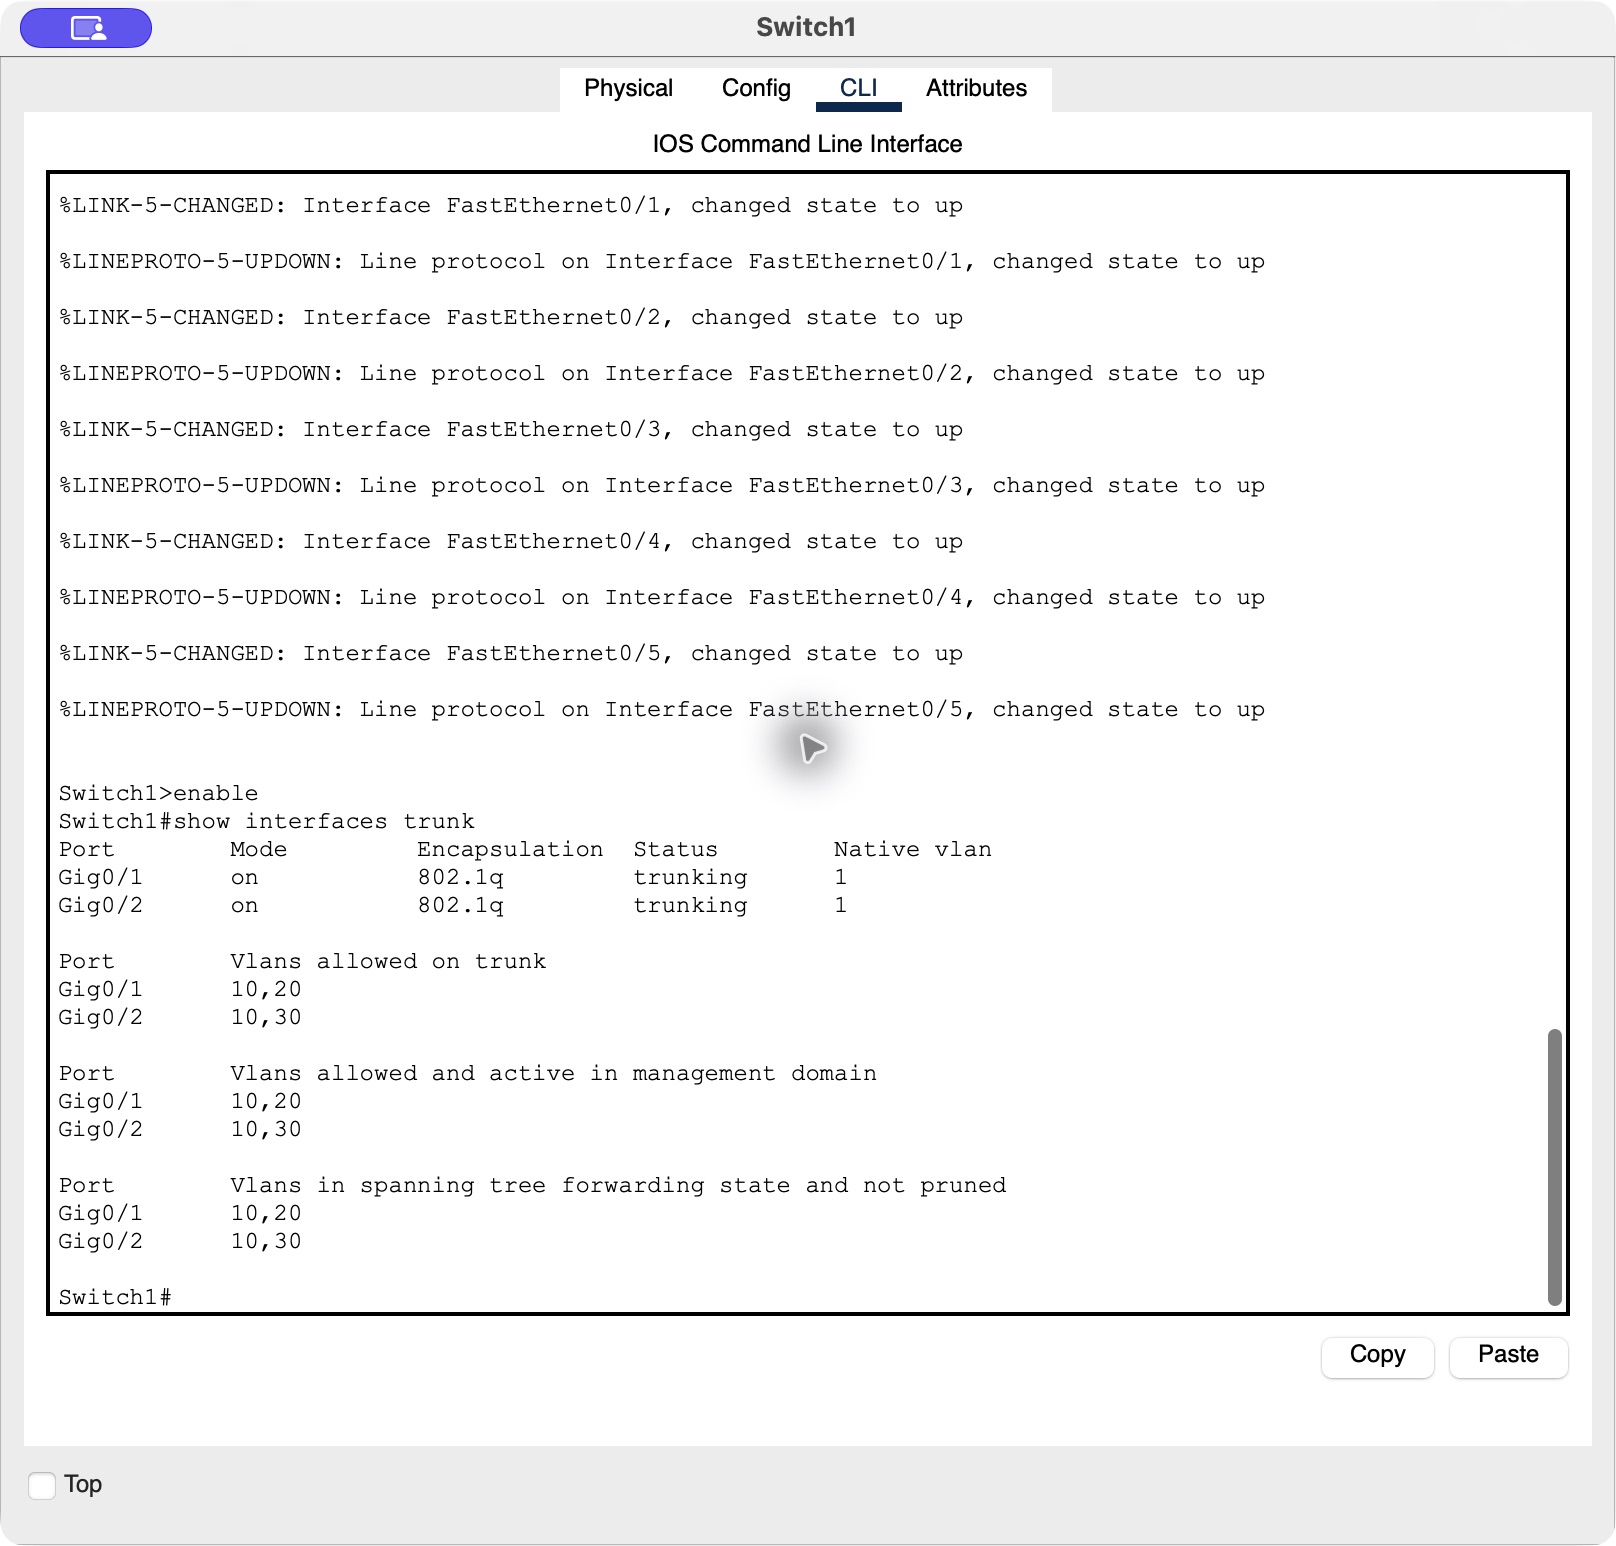 Switch1
Physical Config CLI Attributes
IOS Command Line Interface
%LINK-5-CHANGED: Interface FastEthernet0/1, changed state to up
%LINEPROTO-5-UPDOWN: Line protocol on Interface FastEthernet0/1, changed state to up
%LINK-5-CHANGED: Interface FastEthernet0/2, changed state to up
%LINEPROTO-5-UPDOWN: Line protocol on Interface FastEthernet0/2, changed state to up
%LINK-5-CHANGED: Interface FastEthernet0/3, changed state to up
%LINEPROTO-5-UPDOWN: Line protocol on Interface FastEthernet0/3, changed state to up
%LINK-5-CHANGED: Interface FastEthernet0/4, changed state to up
%LINEPROTO-5-UPDOWN: Line protocol on Interface FastEthernet0/4, changed state to up
%LINK-5-CHANGED: Interface FastEthernet0/5, changed state to up
%LINEPROTO-5-UPDOWN: Line protocol on Interface FastEthernet0/5, changed state to up
Switch1>enable
Switch1#show interfaces trunk
Port Mode Encapsulation Status Native vlan
Gig0/1 on 802.1q trunking 1
Gig0/2 on 802.1q trunking 1
Port Vlans allowed on trunk
Gig0/1 10,20
Gig0/2 10,30
Port Vlans allowed and active in management domain
Gig0/1 10,20
Gig0/2 10,30
Port Vlans in spanning tree forwarding state and not pruned
Gig0/1 10,20
Gig0/2 10,30
Switch1#
Copy Paste
Top